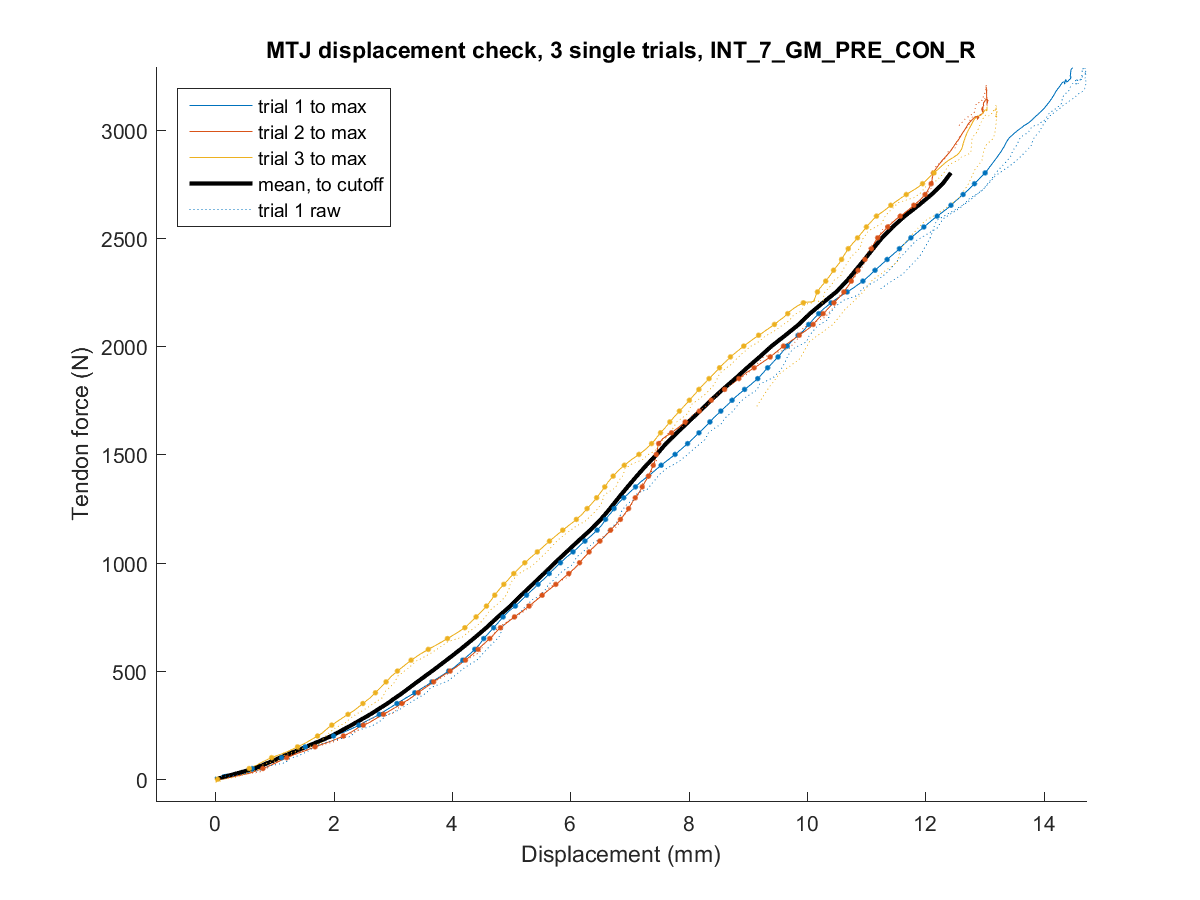 MTJ displacement check, 3 single trials, INT_7_GM_PRE_CON_R
trial 1 to max
trial 2 to max
trial 3 to max
mean, to cutoff
trial 1 raw
3000
2500
2000
1500
1000
500
0
Tendon force (N)
0 2 4 6 8 10 12 14
Displacement (mm)